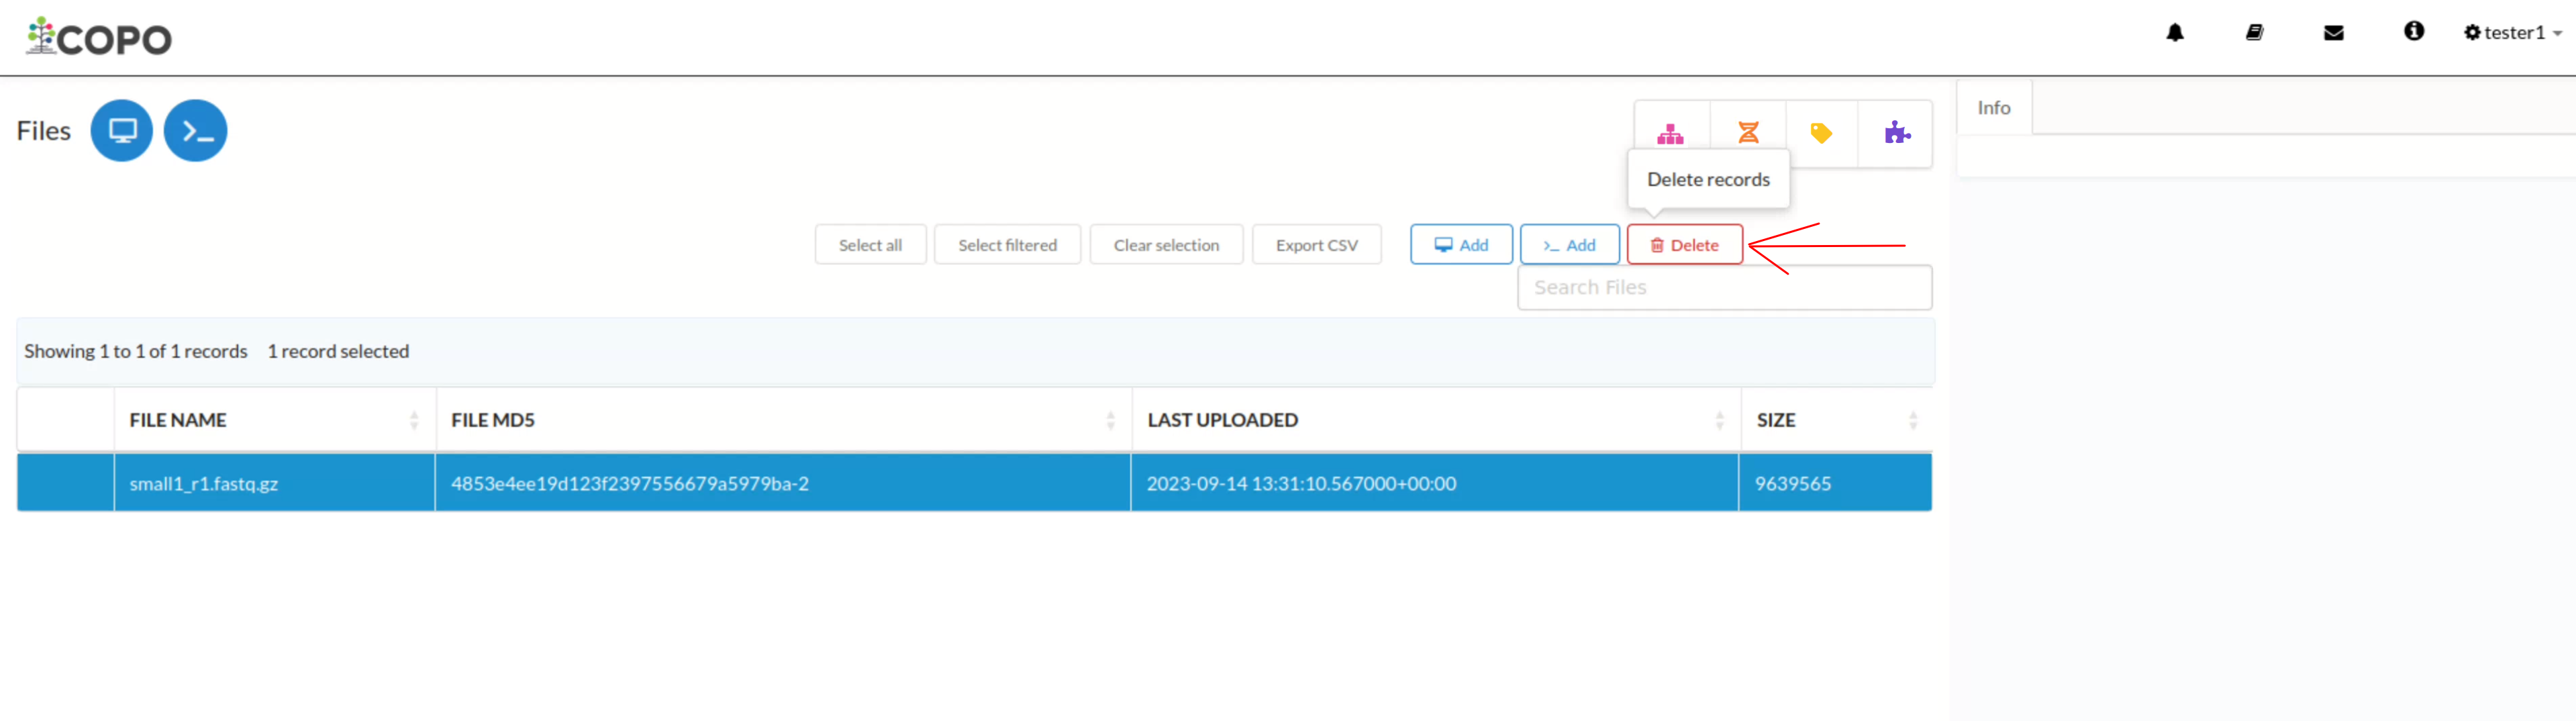 COPO
tester1
Files
Info
Delete records
Select all
Select filtered
Clear selection
Export CSV
Add
>_ Add
Delete
Search Files
Showing 1 to 1 of 1 records 1 record selected
FILE NAME FILE MD5 LAST UPLOADED SIZE
small1_r1.fastq.gz 4853e4ee19d123f2397556679a5979ba-2 2023-09-14 13:31:10.567000+00:00 9639565